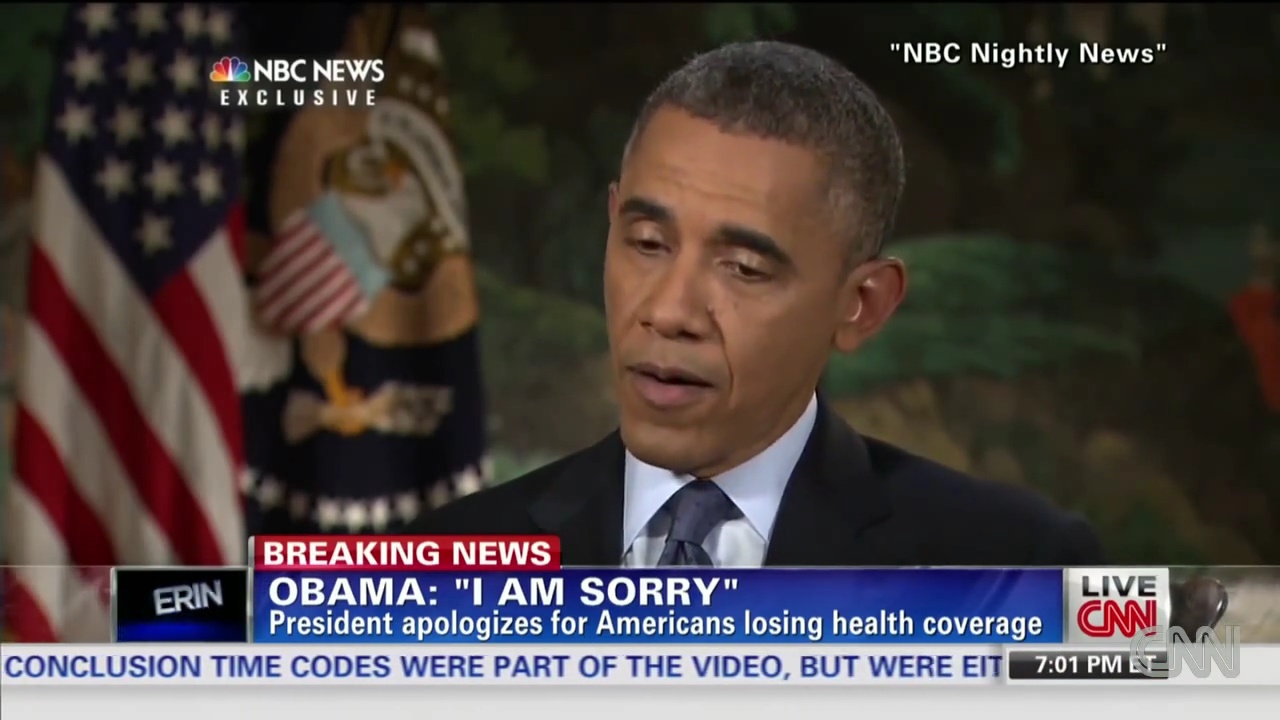 NBC NEWS
EXCLUSIVE
"NBC Nightly News"
BREAKING NEWS
ERIN
OBAMA: "I AM SORRY"
President apologizes for Americans losing health coverage
LIVE
CNN
CONCLUSION TIME CODES WERE PART OF THE VIDEO, BUT WERE EIT
7:01 PM ET
CNN